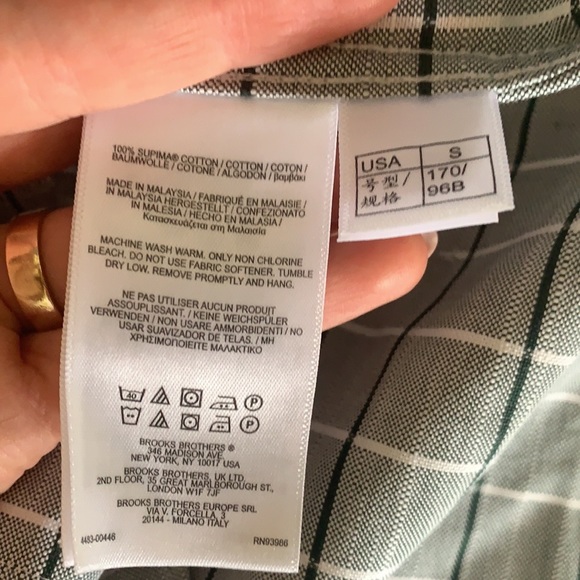 100% SUPIMA® COTTON / COTTON / COTON /
BAUMWOLLE / COTONE / ALGODON / βαμβάκι
MADE IN MALAYSIA / FABRIQUÉ EN MALAISIE /
IN MALAYSIA HERGESTELLT / CONFEZIONATO
IN MALESIA / HECHO EN MALASIA /
Κατασκευάζεται στη Μαλαισία
MACHINE WASH WARM. ONLY NON CHLORINE
BLEACH. DO NOT USE FABRIC SOFTENER. TUMBLE
DRY LOW. REMOVE PROMPTLY AND HANG.
NE PAS UTILISER AUCUN PRODUIT
ASSOUPLISSANT. / KEINE WEICHSPÜLER
VERWENDEN / NON USARE AMMORBIDENTI / NO
USAR SUAVIZADOR DE TELAS. / ΜΗ
ΧΡΗΣΙΜΟΠΟΙΕΙΤΕ ΜΑΛΑΚΤΙΚΟ
40 P
P
BROOKS BROTHERS ®
346 MADISON AVE.
NEW YORK, NY 10017 USA
BROOKS BROTHERS, UK LTD.
2ND FLOOR, 35 GREAT MARLBOROUGH ST.,
LONDON W1F 7JF
BROOKS BROTHERS EUROPE SRL
VIA V. FORCELLA, 3
20144 - MILANO ITALY
4483-00446 RN93986
USA S
号型/ 170/
规格 96B